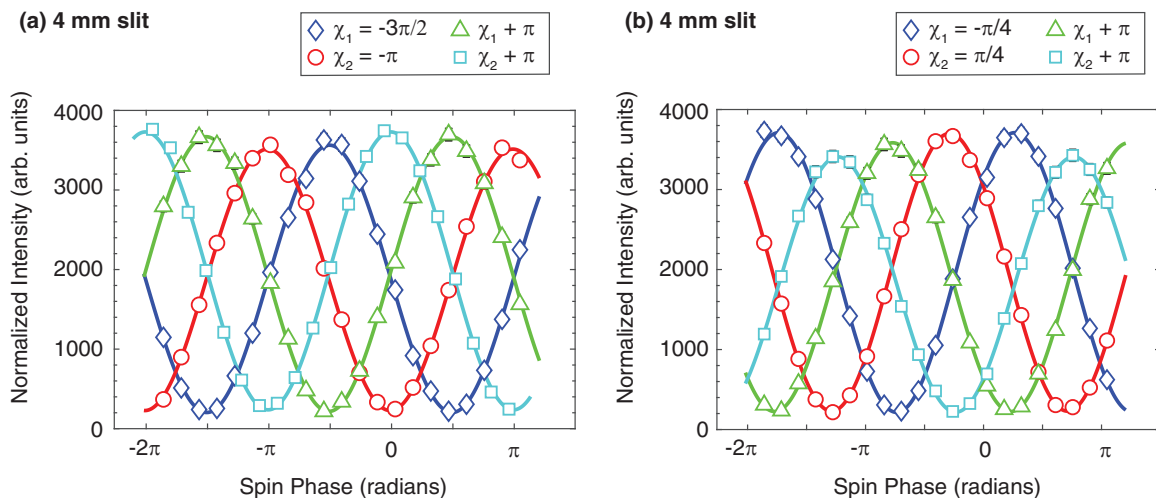 (a) 4 mm slit
χ1 = -3π/2 χ1 + π
χ2 = -π χ2 + π
4000
3000
2000
1000
0
Normalized Intensity (arb. units)
-2π -π 0 π
Spin Phase (radians)
(b) 4 mm slit
χ1 = -π/4 χ1 + π
χ2 = π/4 χ2 + π
4000
3000
2000
1000
0
Normalized Intensity (arb. units)
-2π -π 0 π
Spin Phase (radians)